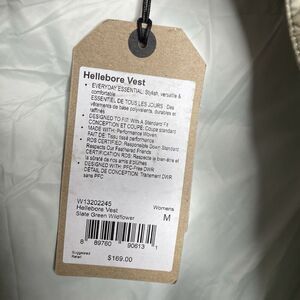 Hellebore Vest
• EVERYDAY ESSENTIAL: Stylish, versatile &
comfortable
ESSENTIEL DE TOUS LES JOURS : Des
vêtements de base polyvalents, durables et
raffinés
• DESIGNED TO FIT: With A Standard Fit
CONCEPTION ET COUPE: Coupe standard
• MADE WITH: Performance Woven
FAIT DE: Tissu tissé performance
• RDS CERTIFIED: Responsible Down Standard
Respects Our Feathered Friends
CERTIFICATION RDS: Respecte le bien-être et
la sûreté de nos amis à plumes
• DESIGNED WITH: PFC-Free DWR
DÉTAIL DE CONCEPTION: Traitement DWR
sans PFC
W13202245
Hellebore Vest
Slate Green Wildflower
Womens
M
8 89760 90613 1
Suggested
Retail
$169.00